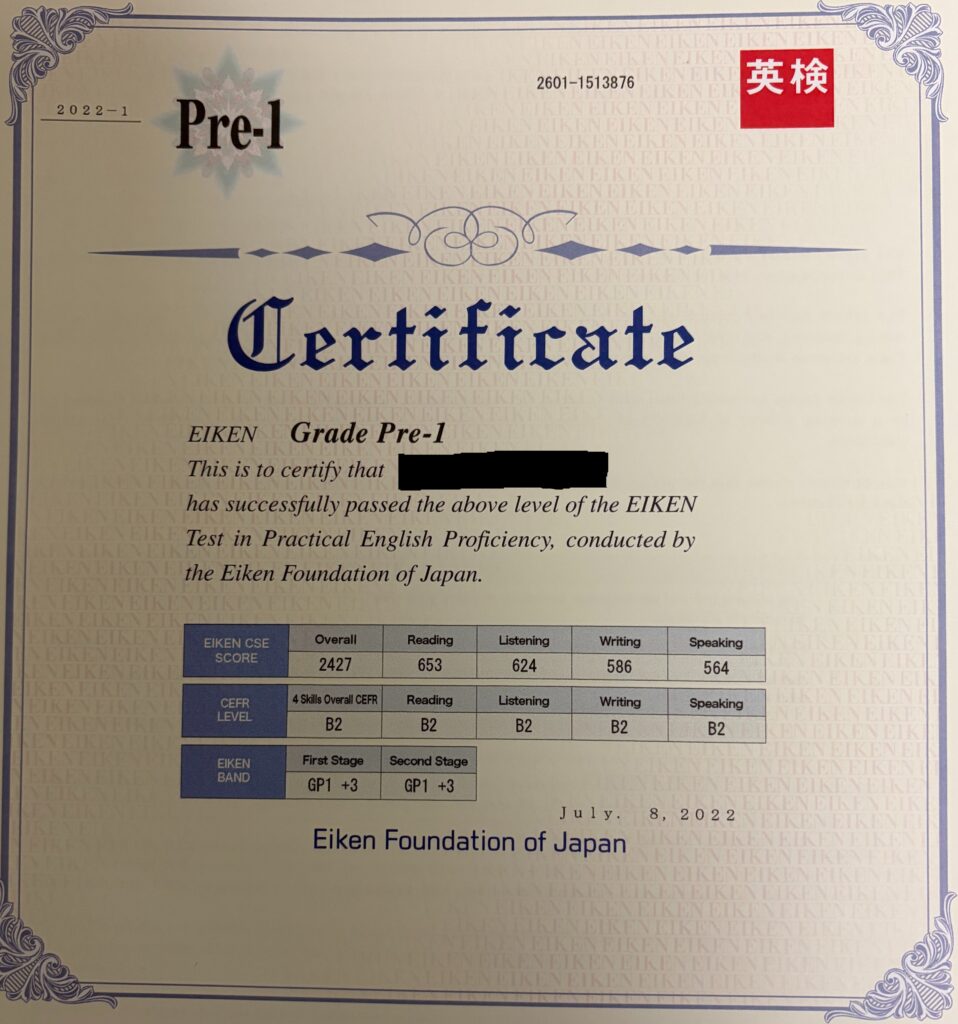 2022-1
Pre-1
2601-1513876
英検
Certificate
EIKEN Grade Pre-1
This is to certify that
has successfully passed the above level of the EIKEN
Test in Practical English Proficiency, conducted by
the Eiken Foundation of Japan.
EIKEN CSE SCORE
Overall Reading Listening Writing Speaking
2427 653 624 586 564
CEFR LEVEL
4 Skills Overall CEFR Reading Listening Writing Speaking
B2 B2 B2 B2 B2
EIKEN BAND
First Stage Second Stage
GP1 +3 GP1 +3
July. 8, 2022
Eiken Foundation of Japan